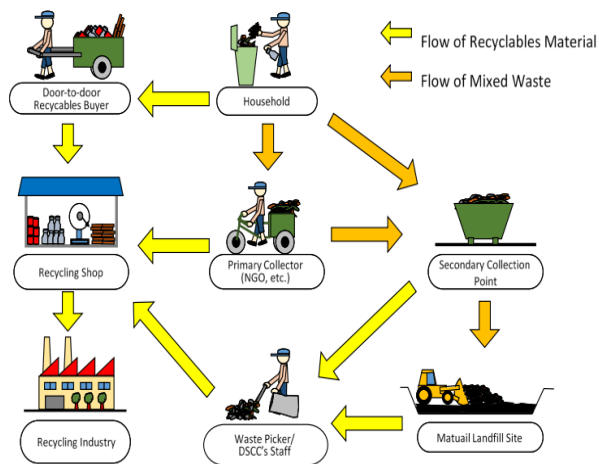 Flow of Recyclables Material
Flow of Mixed Waste
Door-to-door
Recycables Buyer
Household
Recycling Shop
Primary Collector
(NGO, etc.)
Secondary Collection
Point
Recycling Industry
Waste Picker/
DSCC's Staff
Matuail Landfill Site